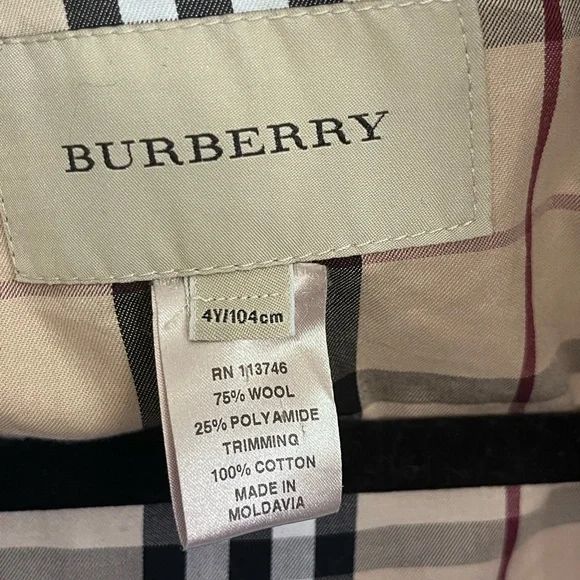 BURBERRY
4Y/104cm
RN 113746
75% WOOL
25% POLYAMIDE
TRIMMING
100% COTTON
MADE IN
MOLDAVIA